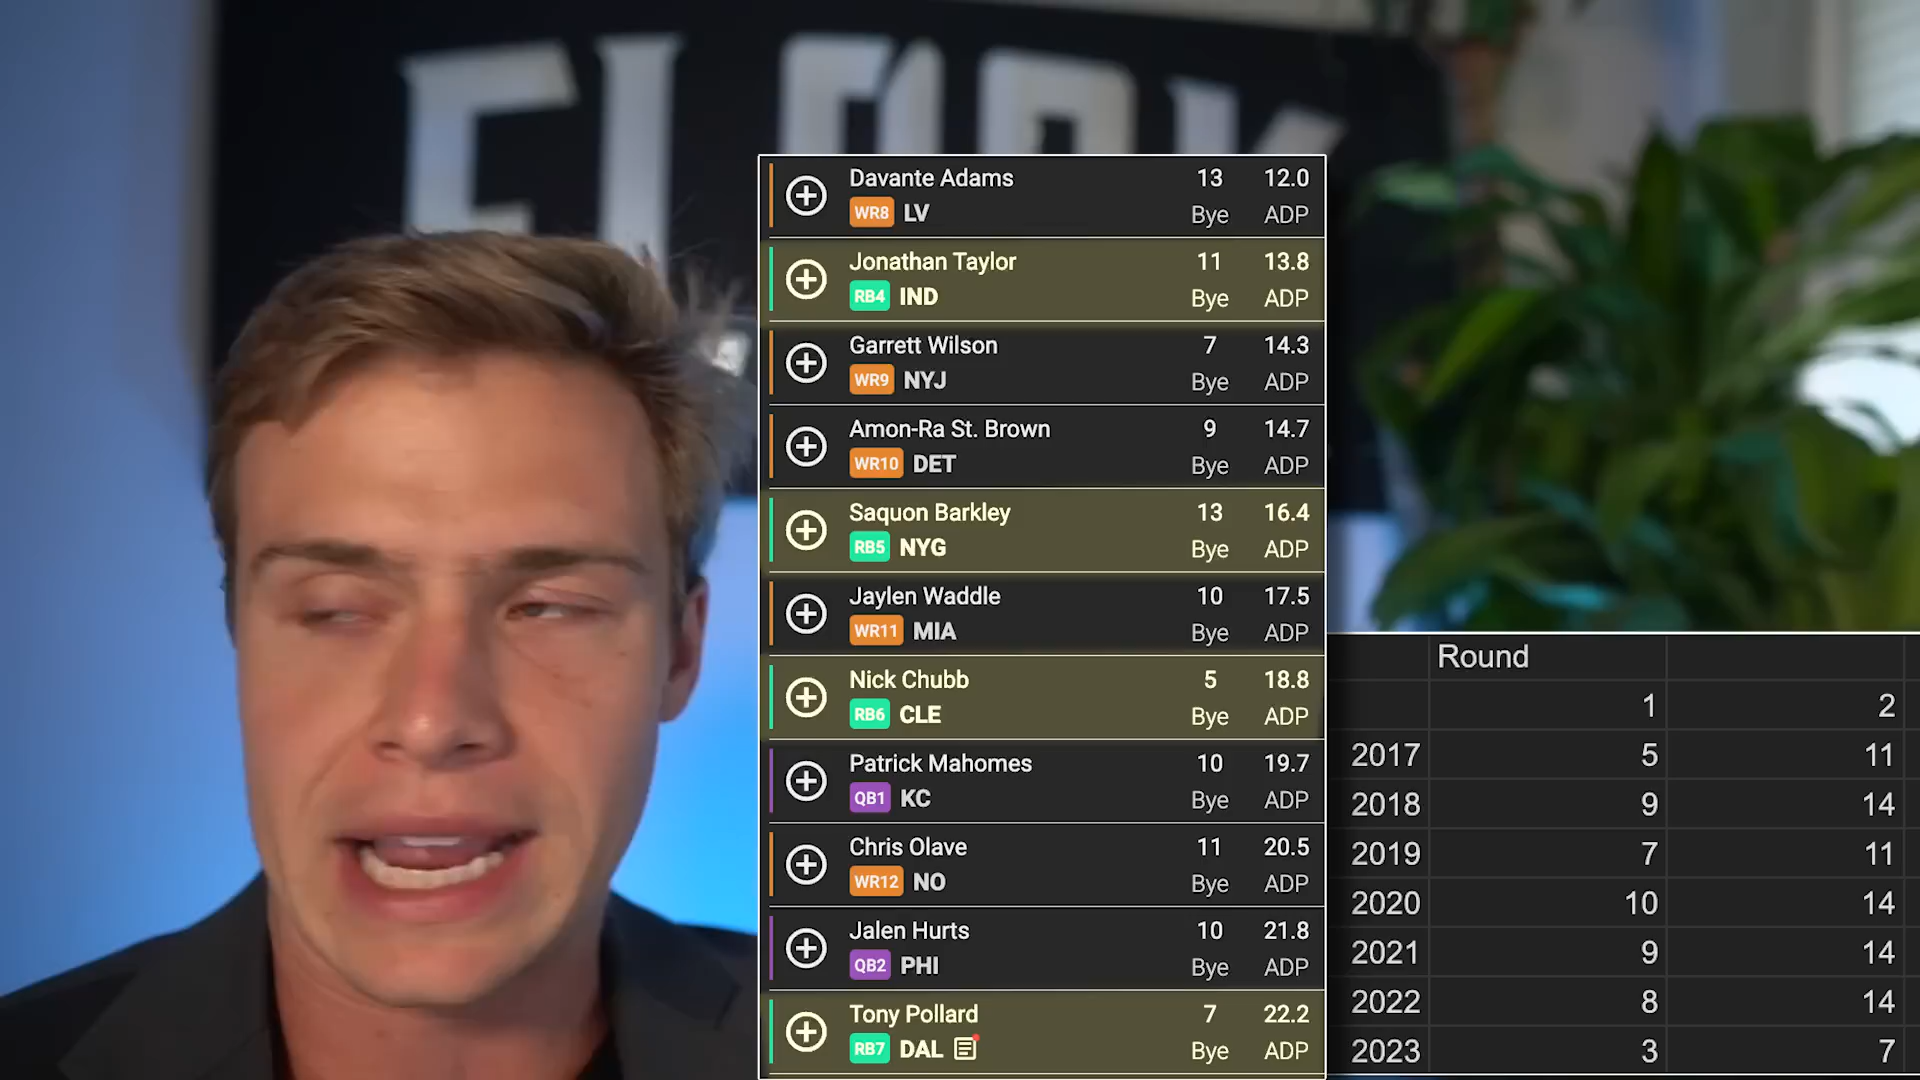 Davante Adams 13 12.0
WR8 LV Bye ADP
Jonathan Taylor 11 13.8
RB4 IND Bye ADP
Garrett Wilson 7 14.3
WR9 NYJ Bye ADP
Amon-Ra St. Brown 9 14.7
WR10 DET Bye ADP
Saquon Barkley 13 16.4
RB5 NYG Bye ADP
Jaylen Waddle 10 17.5
WR11 MIA Bye ADP
Nick Chubb 5 18.8
RB6 CLE Bye ADP
Patrick Mahomes 10 19.7
QB1 KC Bye ADP
Chris Olave 11 20.5
WR12 NO Bye ADP
Jalen Hurts 10 21.8
QB2 PHI Bye ADP
Tony Pollard 7 22.2
RB7 DAL Bye ADP
Round
1 2
2017 5 11
2018 9 14
2019 7 11
2020 10 14
2021 9 14
2022 8 14
2023 3 7